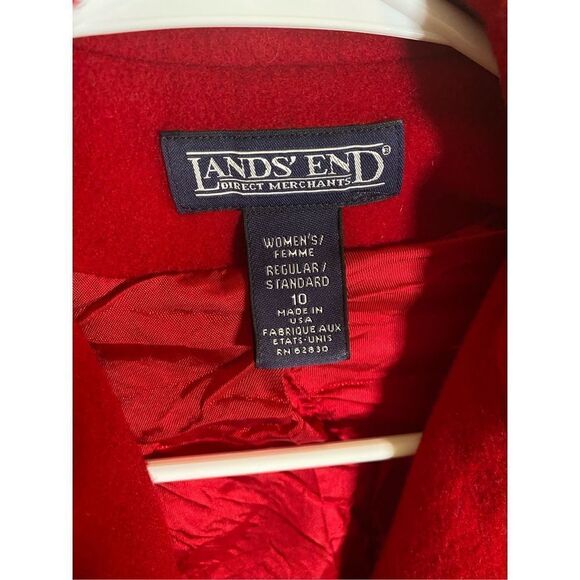 LANDS' END®
DIRECT MERCHANTS
WOMEN'S/
FEMME
REGULAR/
STANDARD
10
MADE IN
USA
FABRIQUE AUX
ETATS-UNIS
RN 62830